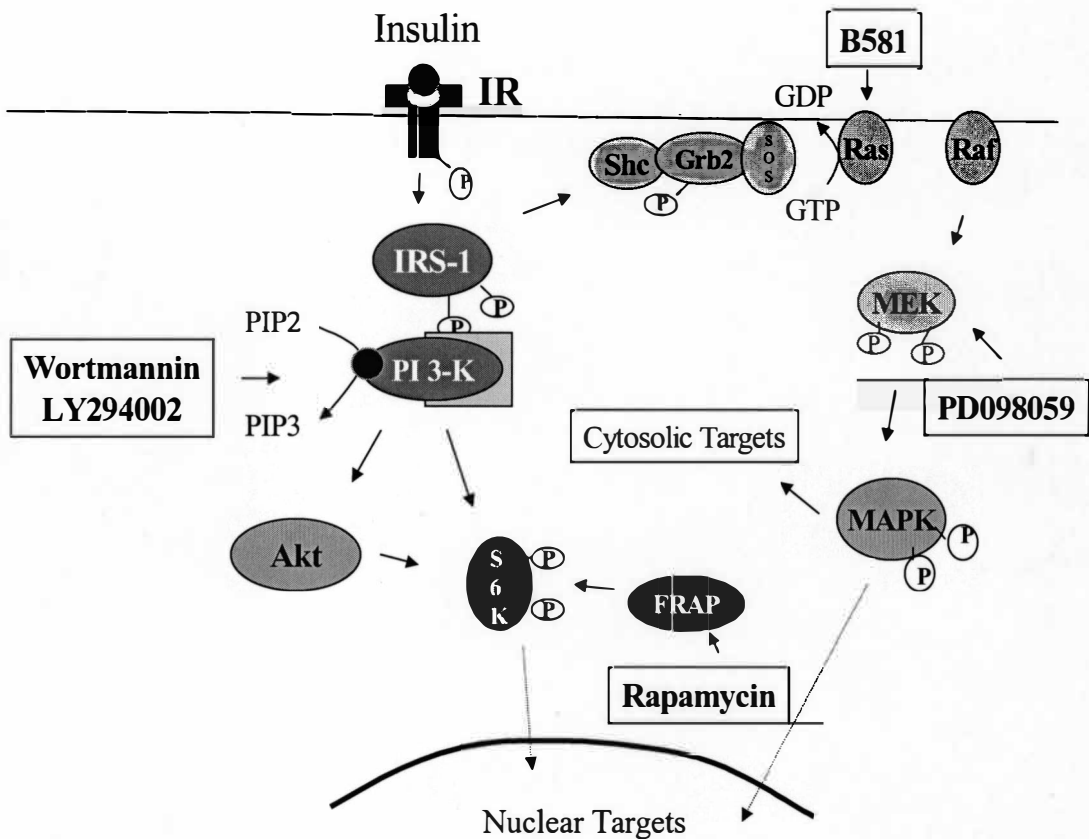 Insulin
B581
IR
GDP
Shc
Grb2
SOS
Ras
Raf
P
P
GTP
IRS-1
P
P
MEK
P
P
PIP2
Wortmannin
LY294002
PI 3-K
PIP3
PD098059
Cytosolic Targets
MAPK
P
P
Akt
S6K
P
P
FRAP
Rapamycin
Nuclear Targets